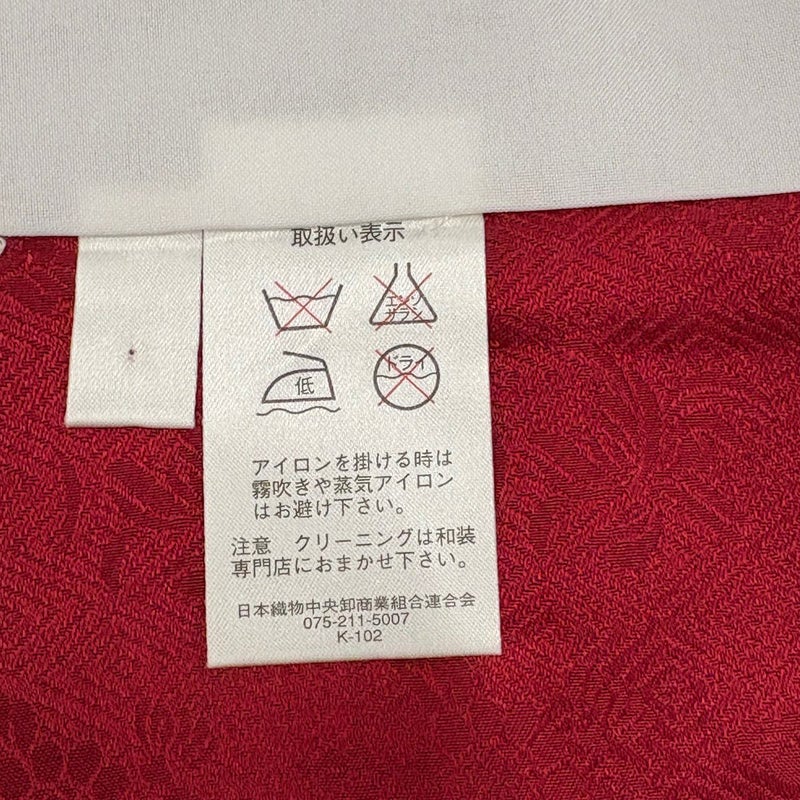 取扱い表示
エンソ
サラシ
低
ドライ
アイロンを掛ける時は
霧吹きや蒸気アイロン
はお避け下さい。
注意　クリーニングは和装
専門店におまかせ下さい。
日本織物中央卸商業組合連合会
075-211-5007
K-102